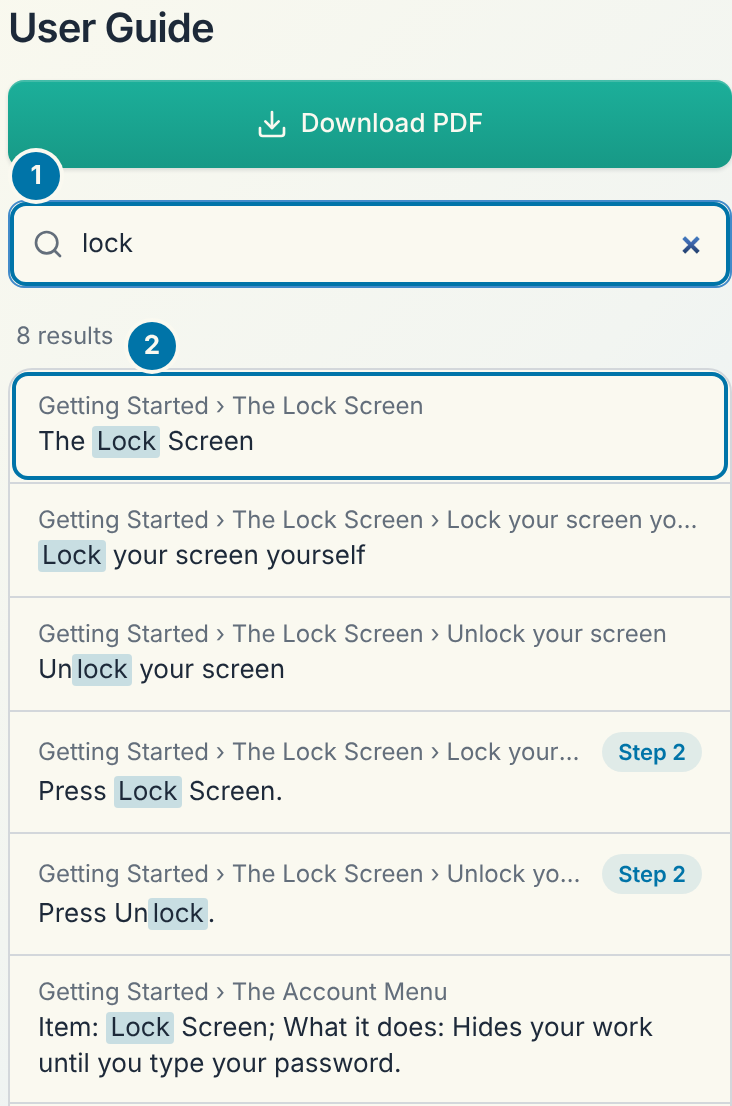 User Guide
Download PDF
1
lock
8 results
2
Getting Started › The Lock Screen
The Lock Screen
Getting Started › The Lock Screen › Lock your screen yo...
Lock your screen yourself
Getting Started › The Lock Screen › Unlock your screen
Unlock your screen
Getting Started › The Lock Screen › Lock your... Step 2
Press Lock Screen.
Getting Started › The Lock Screen › Unlock yo... Step 2
Press Unlock.
Getting Started › The Account Menu
Item: Lock Screen; What it does: Hides your work
until you type your password.